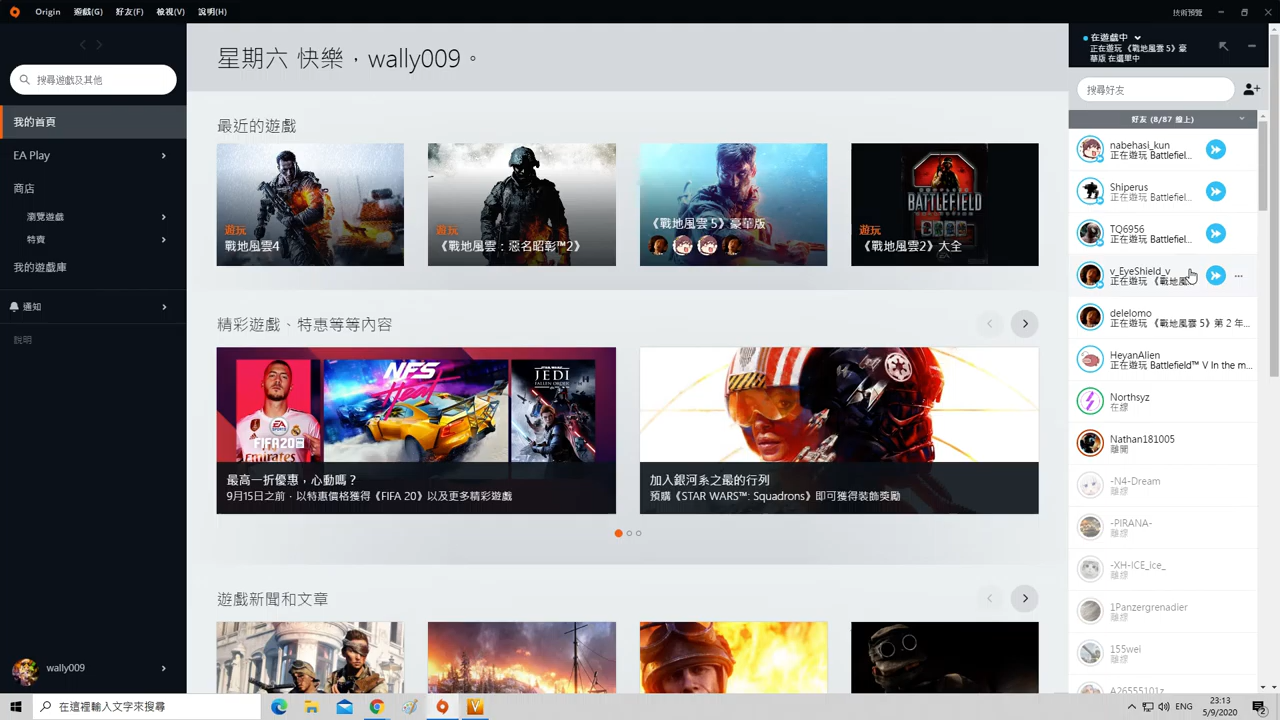 Origin 遊戲(G) 好友(F) 檢視(V) 說明(H)
技術預覽
搜尋遊戲及其他
我的首頁
EA Play
商店
瀏覽遊戲
特賣
我的遊戲庫
通知
說明
wally009
星期六 快樂，wally009。
最近的遊戲
遊玩
戰地風雲4
遊玩
《戰地風雲：惡名昭彰™2》
《戰地風雲 5》豪華版
BATTLEFIELD
遊玩
《戰地風雲2》大全
精彩遊戲、特惠等等內容
EA SPORTS
FIFA 20
NFS
Heat
STAR WARS
JEDI
FALLEN ORDER
最高一折優惠，心動嗎？
9月15日之前，以特惠價格獲得《FIFA 20》以及更多精彩遊戲
加入銀河系之最的行列
預購《STAR WARS™: Squadrons》即可獲得裝飾獎勵
遊戲新聞和文章
在遊戲中
正在遊玩《戰地風雲 5》豪
華版 在選單中
搜尋好友
好友 (8/87 線上)
nabehasi_kun
正在遊玩 Battlefiel...
Shiperus
正在遊玩 Battlefiel...
TQ6956
正在遊玩 Battlefiel...
v_EyeShield_v
正在遊玩 《戰地風
delelomo
正在遊玩 《戰地風雲 5》第 2 年...
HeyanAlien
正在遊玩 Battlefield™ V In the m...
Northsyz
在線
Nathan181005
離開
-N4-Dream
離線
-PIRANA-
離線
-XH-ICE_ice_
離線
1Panzergrenadier
離線
155wei
離線
A26555101z
在這裡輸入文字來搜尋
ENG
23:13
5/9/2020
2